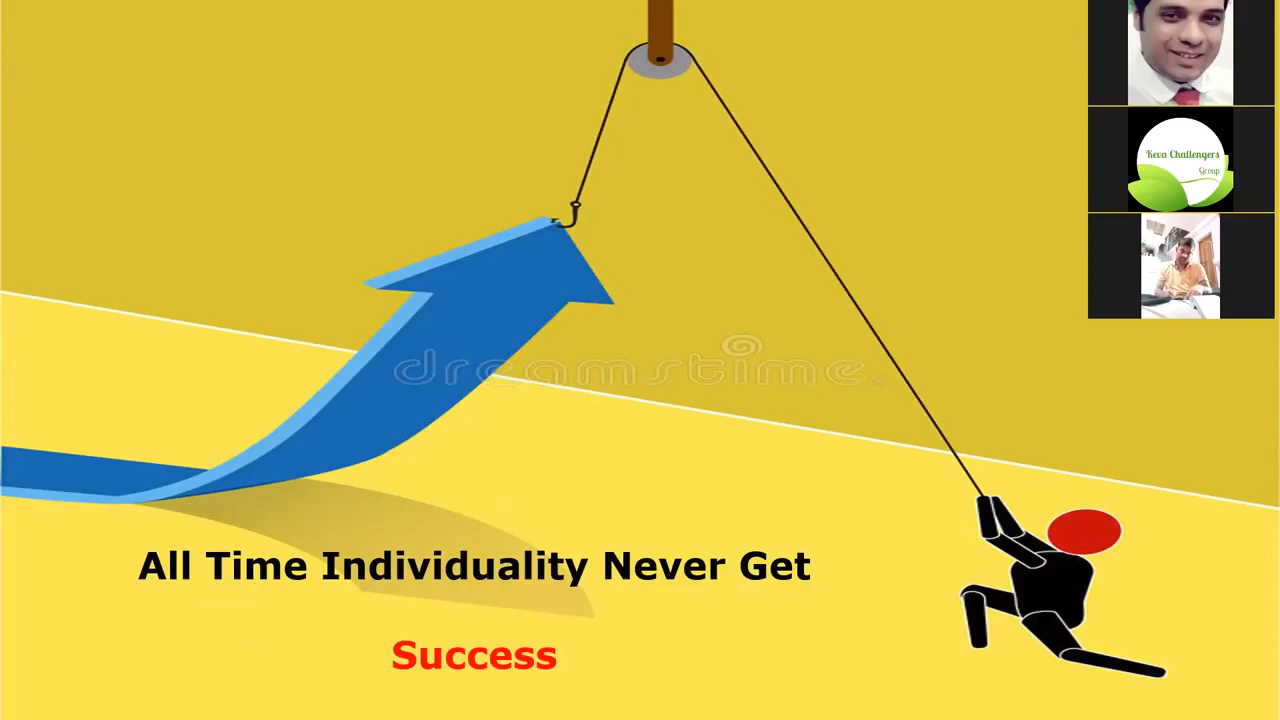 Keva Challengers
Group
dreamstime.
All Time Individuality Never Get
Success